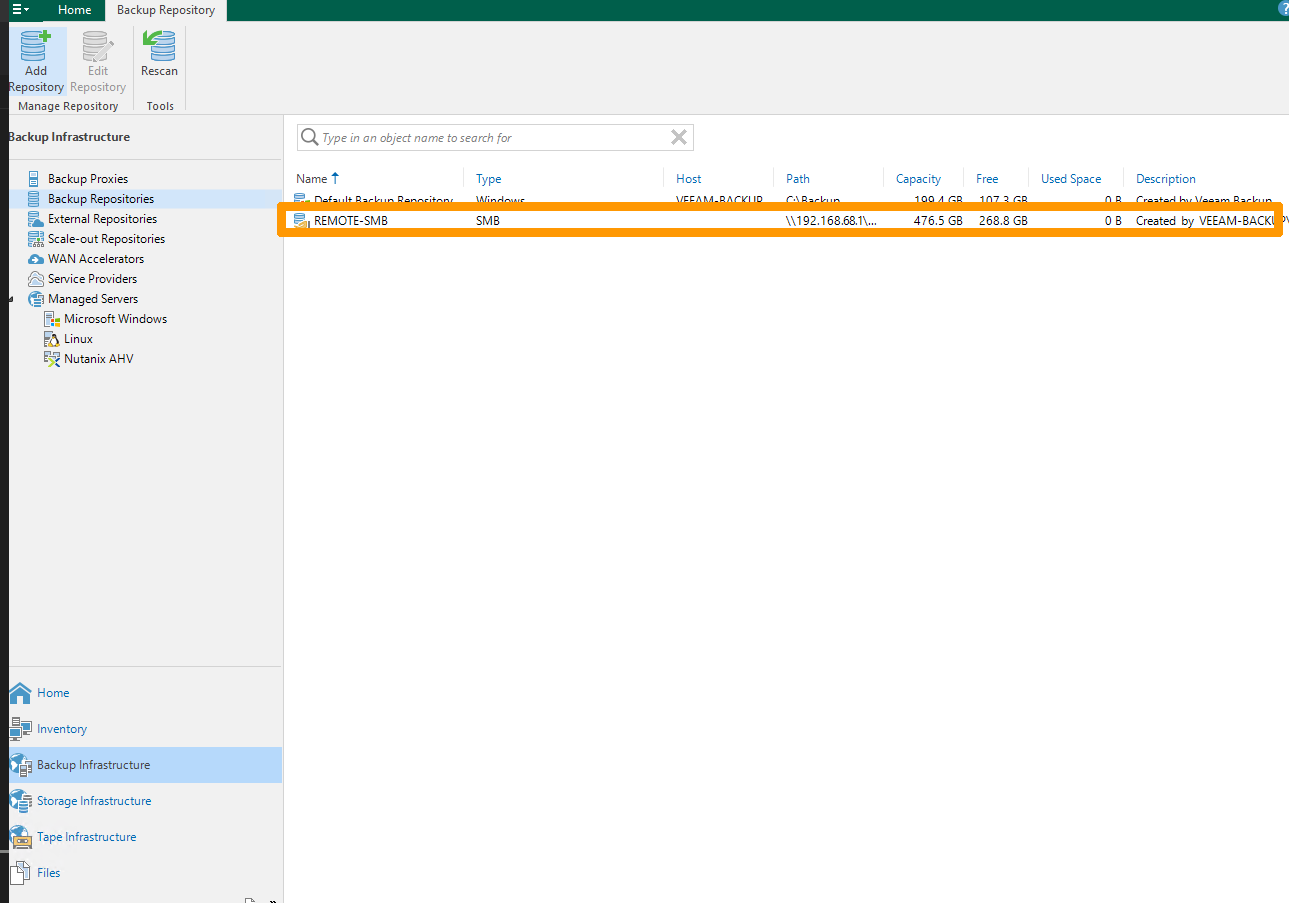 Home Backup Repository
?
Add Repository
Edit Repository
Rescan
Manage Repository Tools
Backup Infrastructure
Type in an object name to search for
Backup Proxies
Backup Repositories
External Repositories
Scale-out Repositories
WAN Accelerators
Service Providers
Managed Servers
Microsoft Windows
Linux
Nutanix AHV
Name Type Host Path Capacity Free Used Space Description
Default Backup Repository Windows VEEAM-BACKUP C:\Backup 199.4 GB 107.3 GB 0 B Created by Veeam Backup
REMOTE-SMB SMB \\192.168.68.1\... 476.5 GB 268.8 GB 0 B Created by VEEAM-BACKUP\
Home
Inventory
Backup Infrastructure
Storage Infrastructure
Tape Infrastructure
Files
»